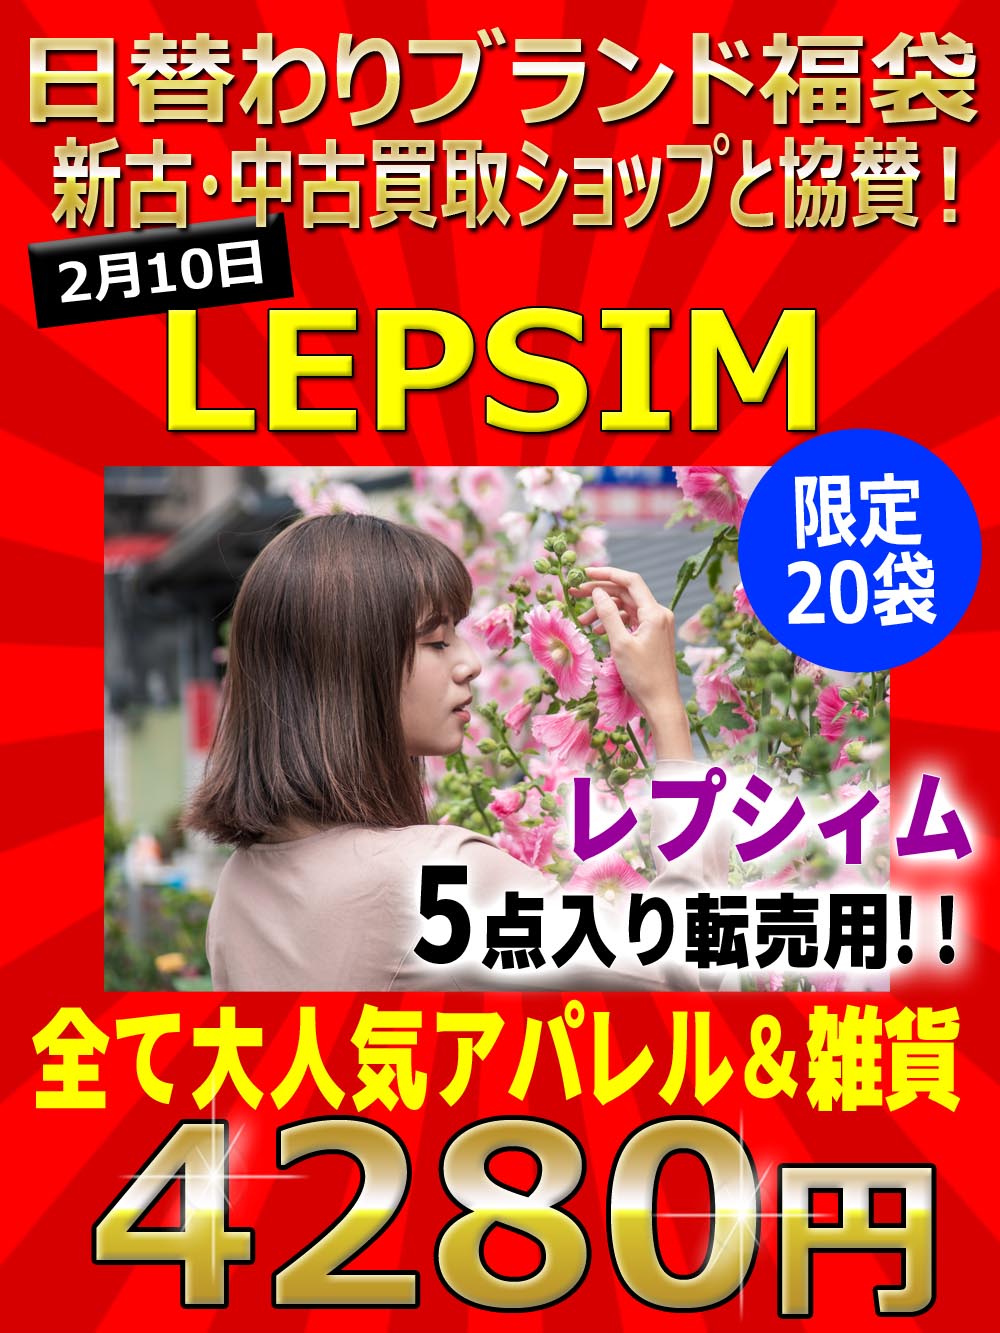 日替わりブランド福袋
新古・中古買取ショップと協賛！
2月10日
LEPSIM
限定
20袋
レプシィム
5点入り転売用!！
全て大人気アパレル＆雑貨
4280円